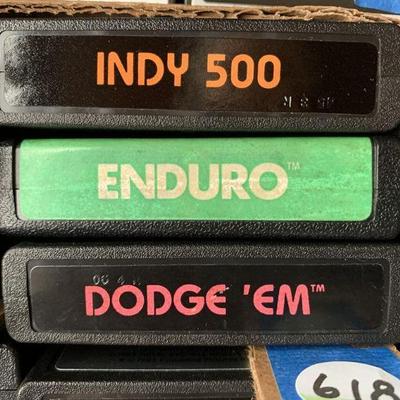 INDY 500
ENDURO™
DODGE 'EM™
618